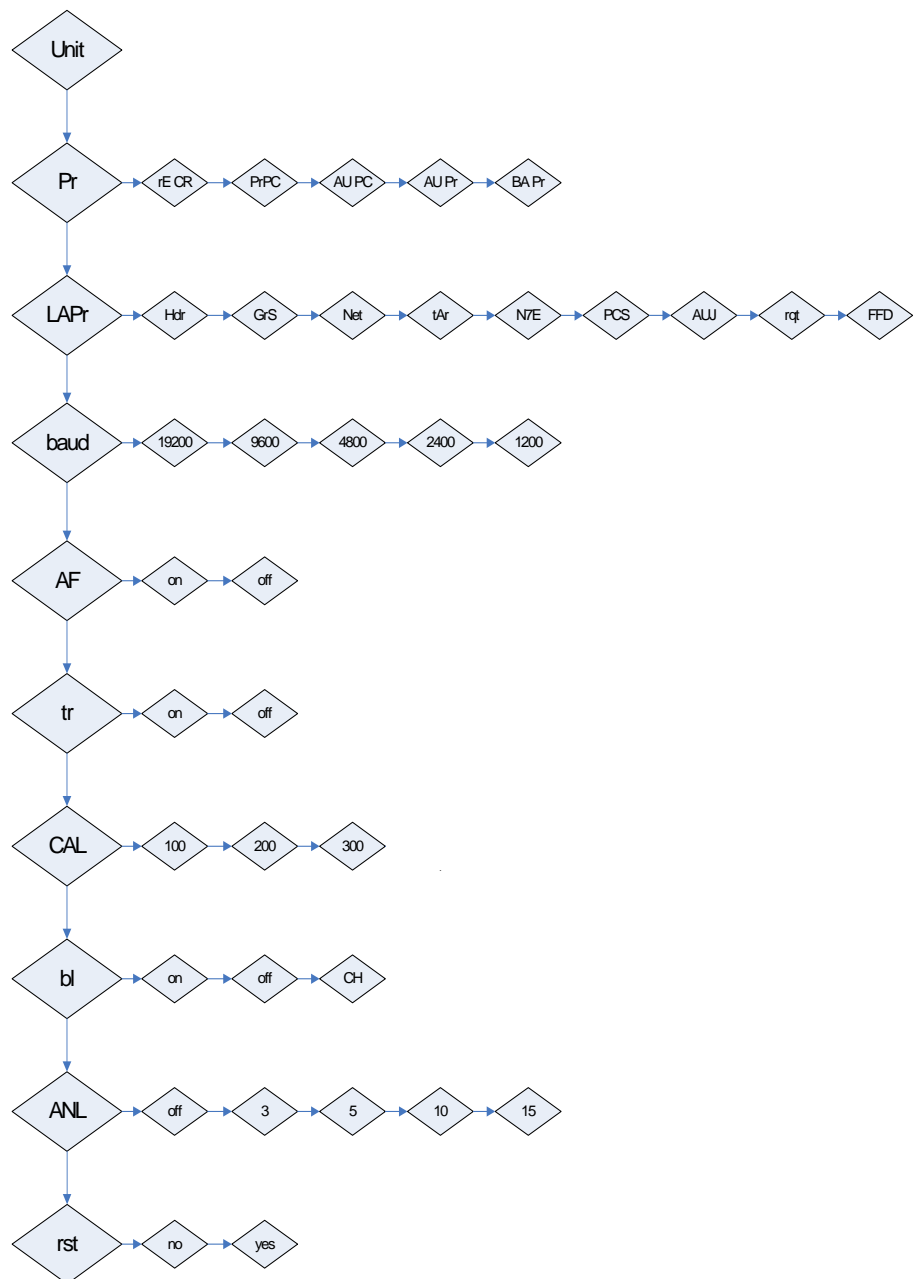 Unit
Pr rE CR PrPC AU PC AU Pr BA Pr
LAPr Hdr GrS Net tAr N7E PCS AUJ rqt FFD
baud 19200 9600 4800 2400 1200
AF on off
tr on off
CAL 100 200 300
bl on off CH
ANL off 3 5 10 15
rst no yes